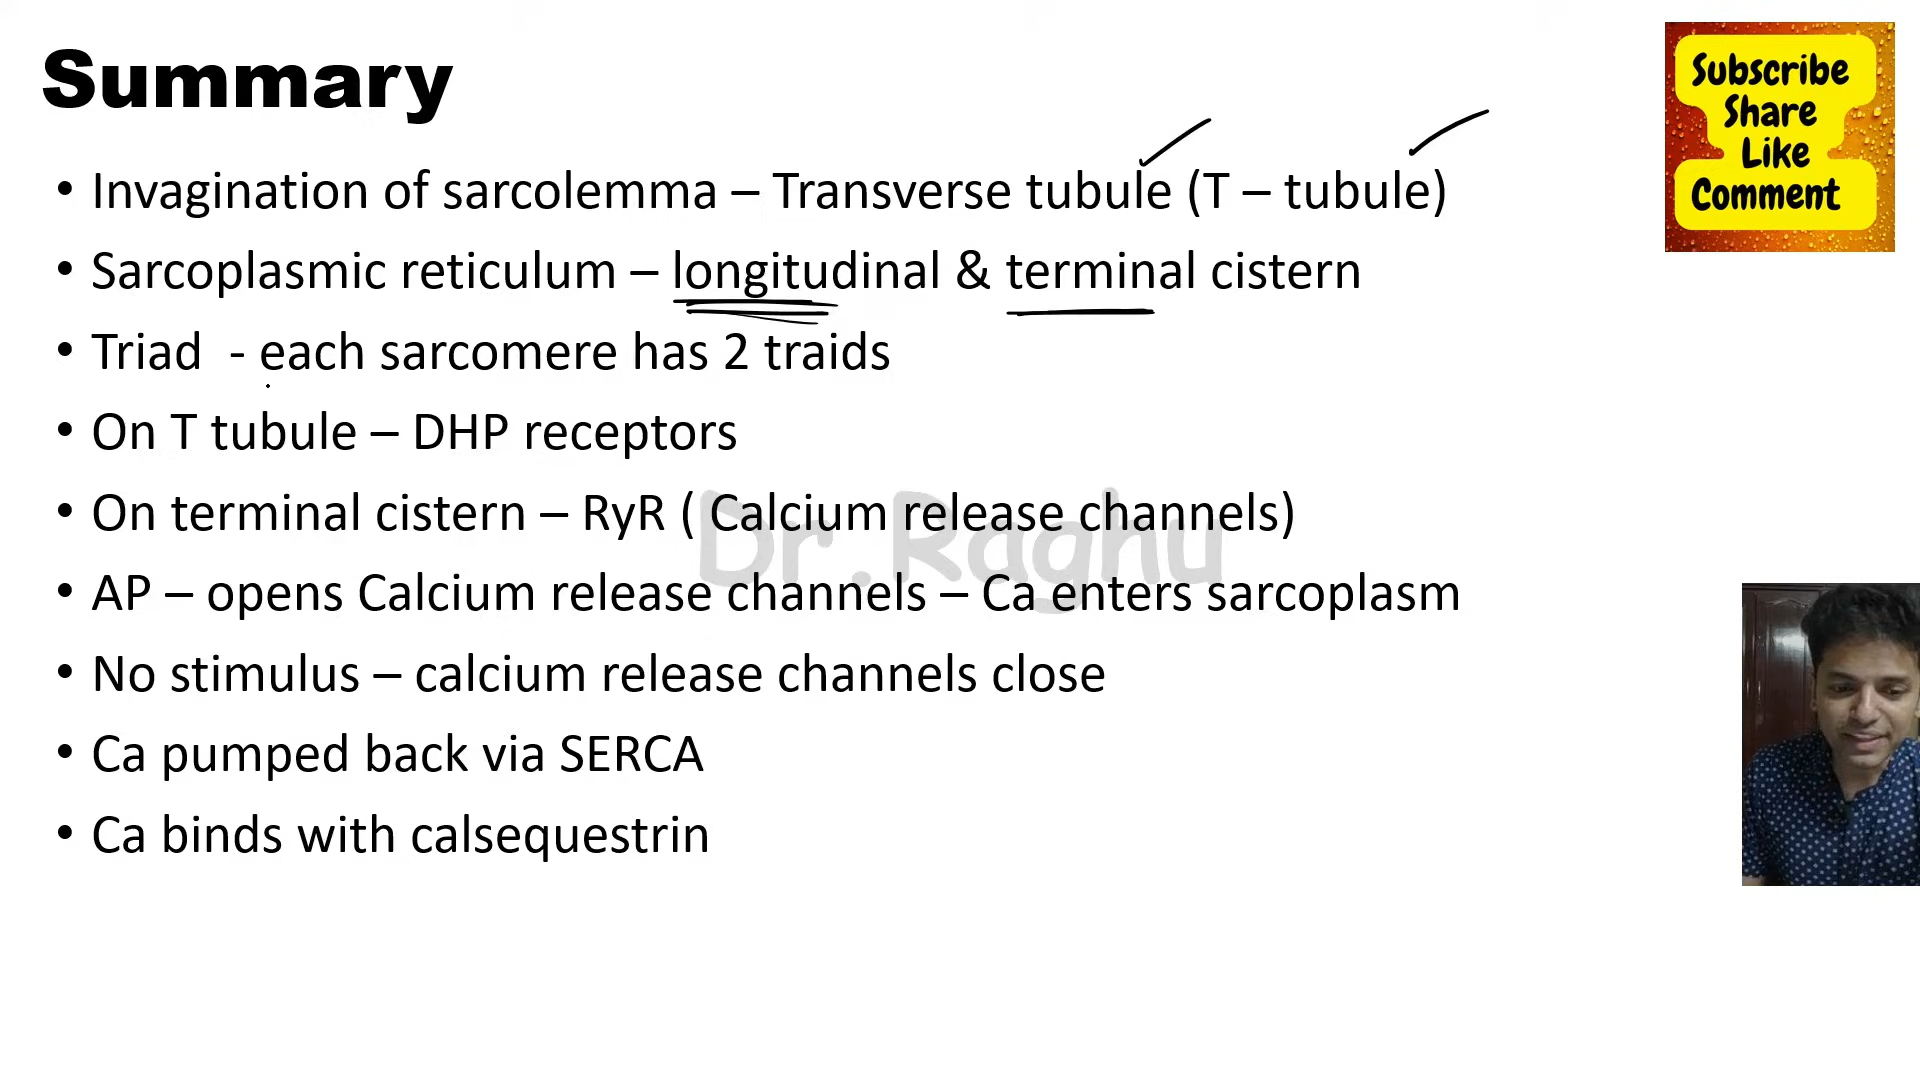 Summary
Subscribe
Share
Like
Comment
• Invagination of sarcolemma – Transverse tubule (T – tubule)
• Sarcoplasmic reticulum – longitudinal & terminal cistern
• Triad - each sarcomere has 2 traids
• On T tubule – DHP receptors
• On terminal cistern – RyR ( Calcium release channels)
Dr.Raghu
• AP – opens Calcium release channels – Ca enters sarcoplasm
• No stimulus – calcium release channels close
• Ca pumped back via SERCA
• Ca binds with calsequestrin